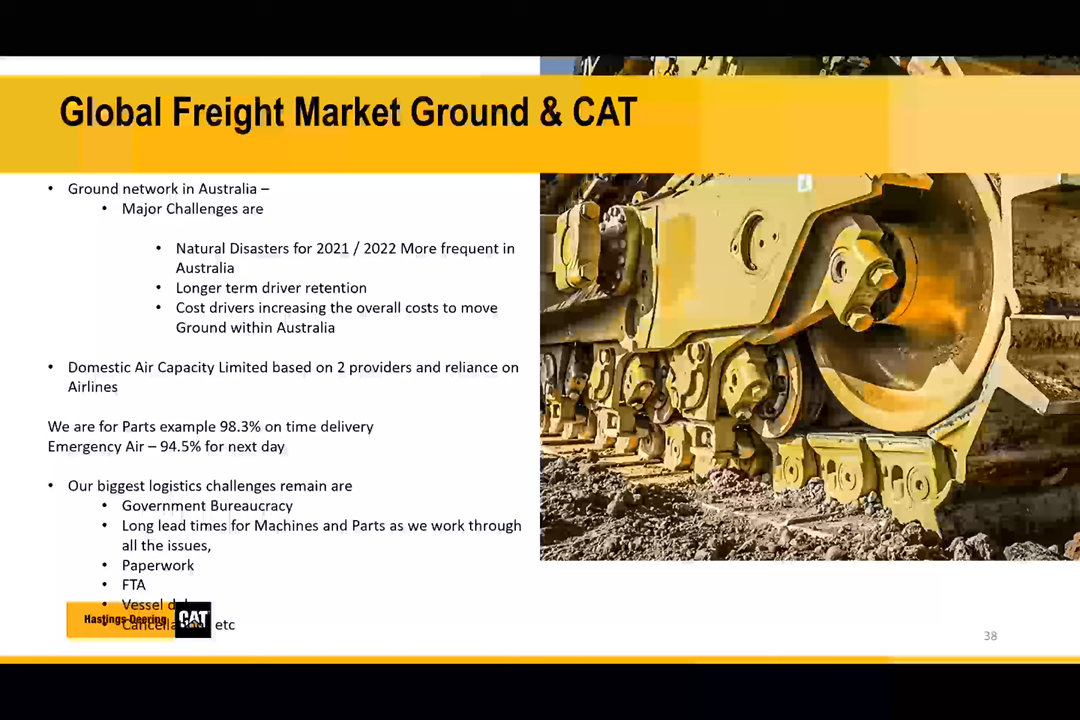 Global Freight Market Ground & CAT
• Ground network in Australia –
• Major Challenges are
• Natural Disasters for 2021 / 2022 More frequent in
Australia
• Longer term driver retention
• Cost drivers increasing the overall costs to move
Ground within Australia
• Domestic Air Capacity Limited based on 2 providers and reliance on
Airlines
We are for Parts example 98.3% on time delivery
Emergency Air – 94.5% for next day
• Our biggest logistics challenges remain are
• Government Bureaucracy
• Long lead times for Machines and Parts as we work through
all the issues,
• Paperwork
• FTA
• Vessel
Hastings Deering CAT
• etc
38